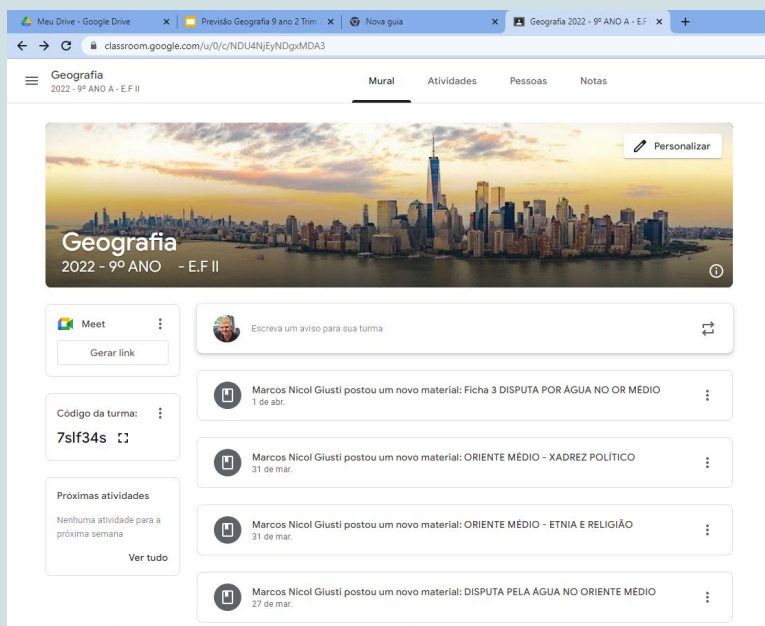 Meu Drive - Google Drive
Previsão Geografia 9 ano 2 Trim
Nova guia
Geografia 2022 - 9º ANO A - E.F
classroom.google.com/u/0/c/NDU4NjEyNDgxMDA3
Geografia
2022 - 9º ANO A - E.F II
Mural
Atividades
Pessoas
Notas
Personalizar
Geografia
2022 - 9º ANO - E.F II
Meet
Gerar link
Código da turma:
7slf34s
Próximas atividades
Nenhuma atividade para a
próxima semana
Ver tudo
Escreva um aviso para sua turma
Marcos Nicol Giusti postou um novo material: Ficha 3 DISPUTA POR ÁGUA NO OR MÉDIO
1 de abr.
Marcos Nicol Giusti postou um novo material: ORIENTE MÉDIO - XADREZ POLÍTICO
31 de mar.
Marcos Nicol Giusti postou um novo material: ORIENTE MÉDIO - ETNIA E RELIGIÃO
31 de mar.
Marcos Nicol Giusti postou um novo material: DISPUTA PELA ÁGUA NO ORIENTE MÉDIO
27 de mar.